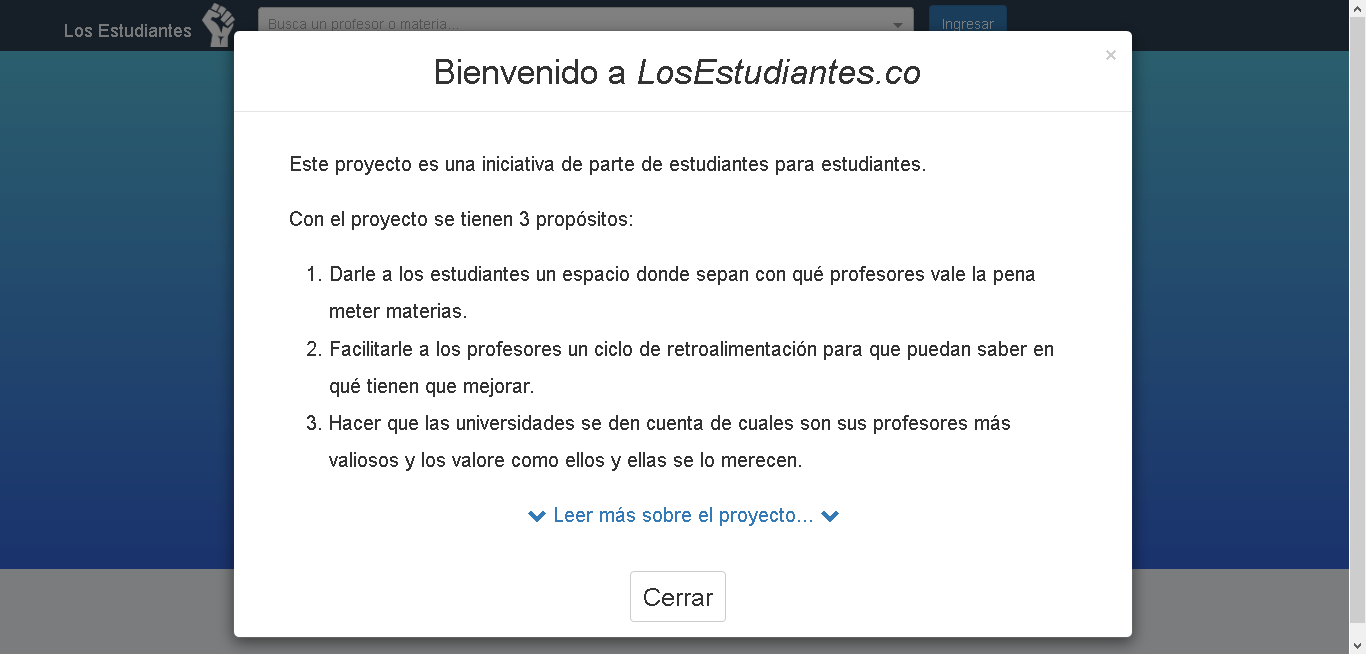 Los Estudiantes
Busca un profesor o materia...
Ingresar
×
Bienvenido a LosEstudiantes.co
Este proyecto es una iniciativa de parte de estudiantes para estudiantes.
Con el proyecto se tienen 3 propósitos:
1. Darle a los estudiantes un espacio donde sepan con qué profesores vale la pena
meter materias.
2. Facilitarle a los profesores un ciclo de retroalimentación para que puedan saber en
qué tienen que mejorar.
3. Hacer que las universidades se den cuenta de cuales son sus profesores más
valiosos y los valore como ellos y ellas se lo merecen.
Leer más sobre el proyecto...
Cerrar